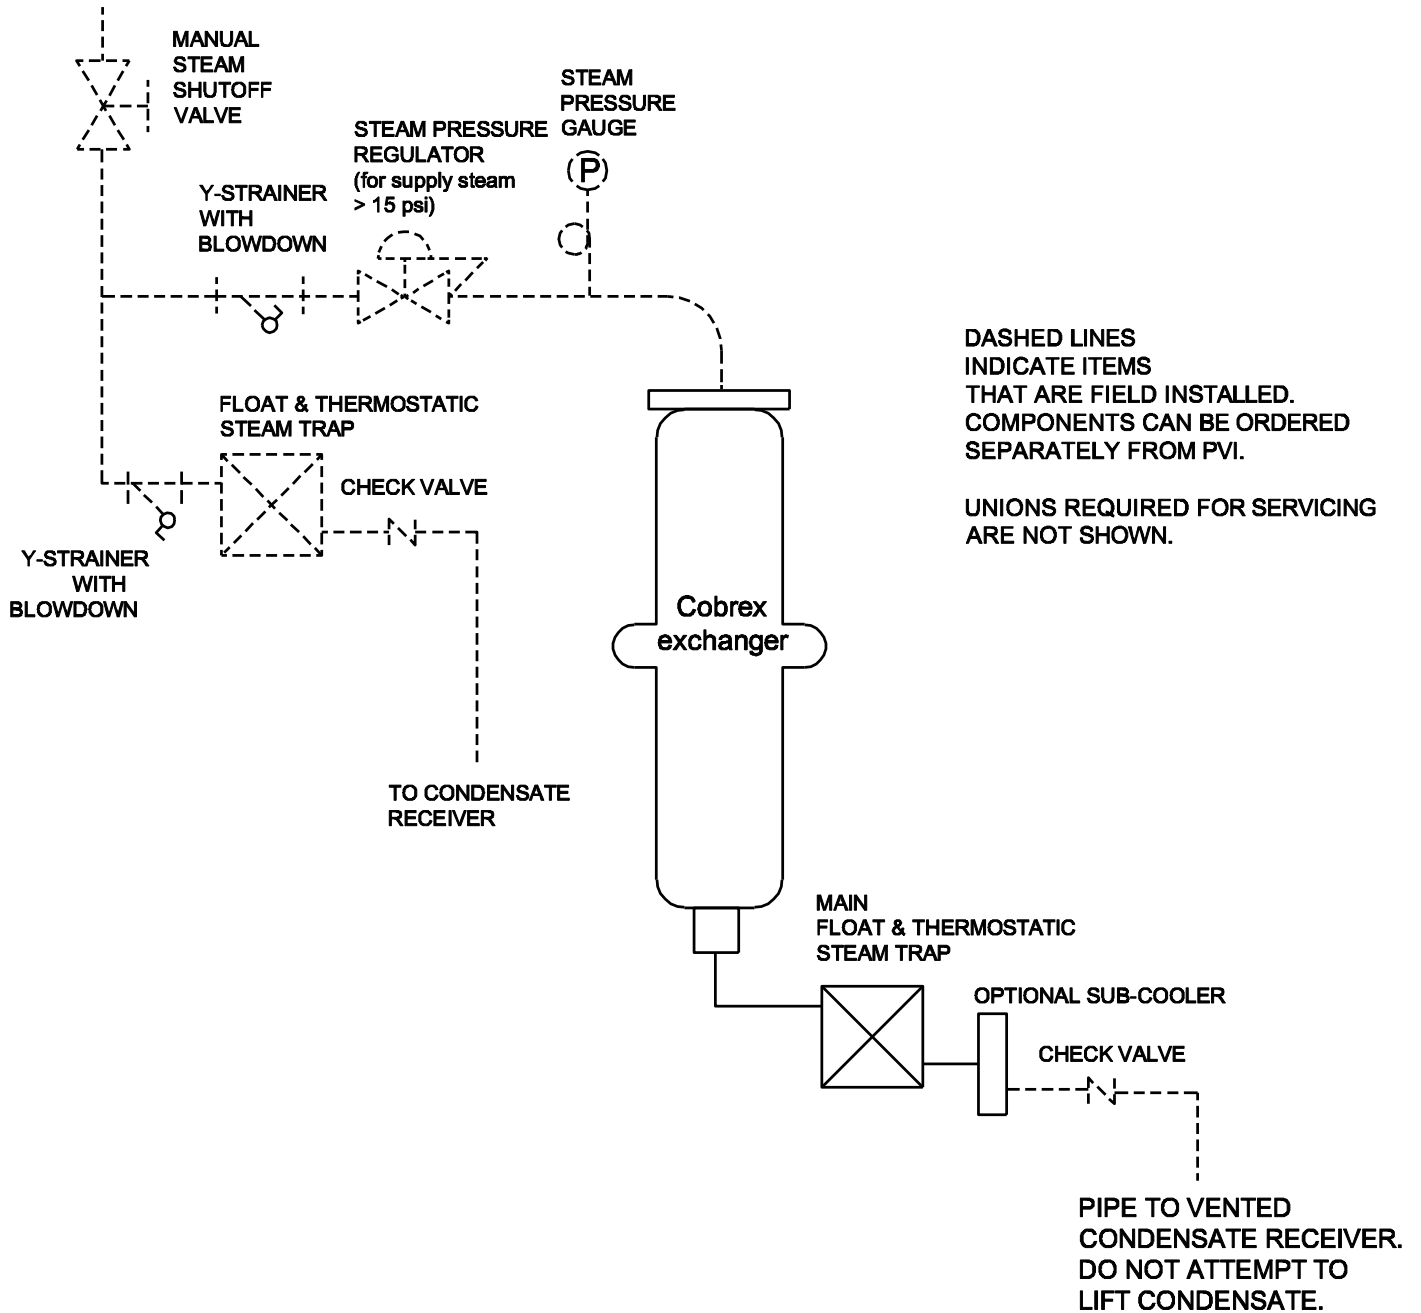 MANUAL
STEAM
SHUTOFF
VALVE
STEAM
PRESSURE
GAUGE
P
STEAM PRESSURE
REGULATOR
(for supply steam
> 15 psi)
Y-STRAINER
WITH
BLOWDOWN
DASHED LINES
INDICATE ITEMS
THAT ARE FIELD INSTALLED.
COMPONENTS CAN BE ORDERED
SEPARATELY FROM PVI.
UNIONS REQUIRED FOR SERVICING
ARE NOT SHOWN.
FLOAT & THERMOSTATIC
STEAM TRAP
CHECK VALVE
Y-STRAINER
WITH
BLOWDOWN
Cobrex
exchanger
TO CONDENSATE
RECEIVER
MAIN
FLOAT & THERMOSTATIC
STEAM TRAP
OPTIONAL SUB-COOLER
CHECK VALVE
PIPE TO VENTED
CONDENSATE RECEIVER.
DO NOT ATTEMPT TO
LIFT CONDENSATE.